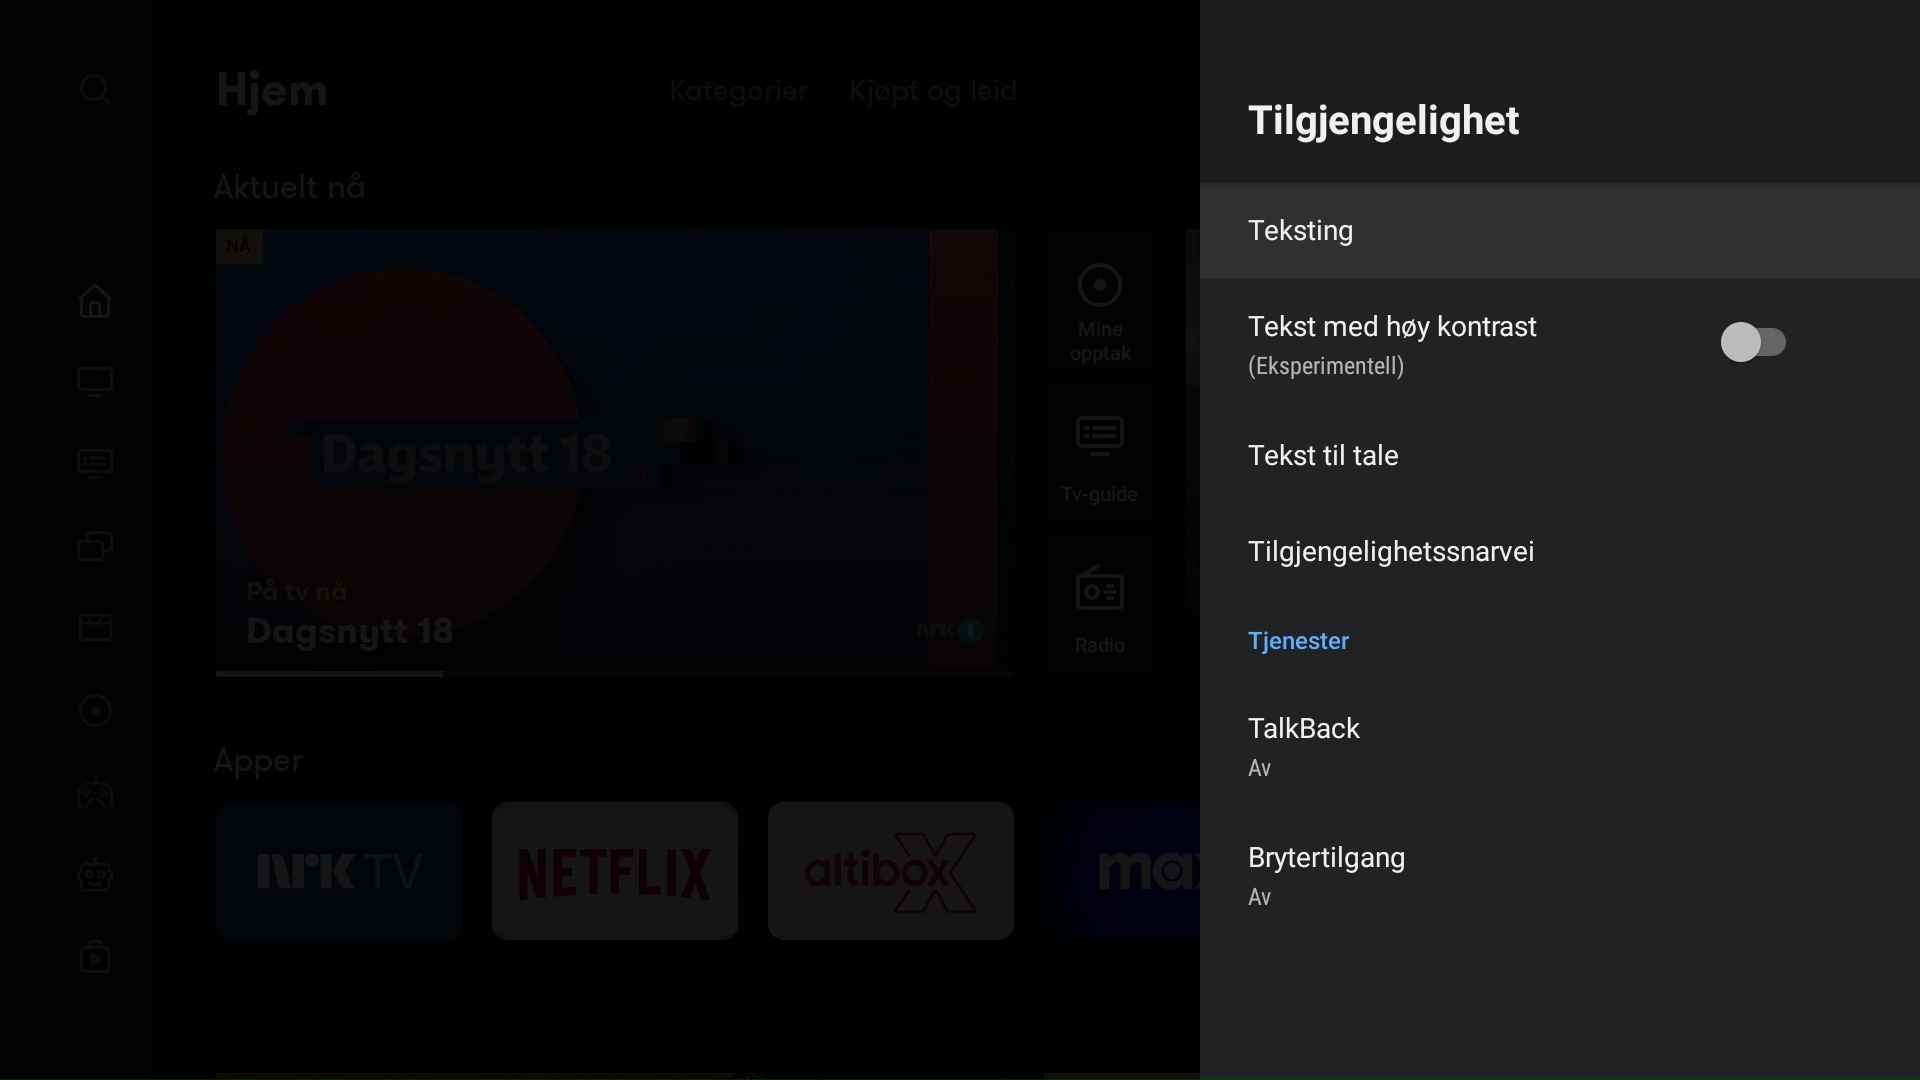 Hjem
Kategorier
Kjøpt og leid
Aktuelt nå
NÅ
Dagsnytt 18
På tv nå
Dagsnytt 18
nrk 1
Mine
opptak
Tv-guide
Radio
Apper
nrk TV
NETFLIX
altibox
max
Tilgjengelighet
Teksting
Tekst med høy kontrast
(Eksperimentell)
Tekst til tale
Tilgjengelighetssnarvei
Tjenester
TalkBack
Av
Brytertilgang
Av